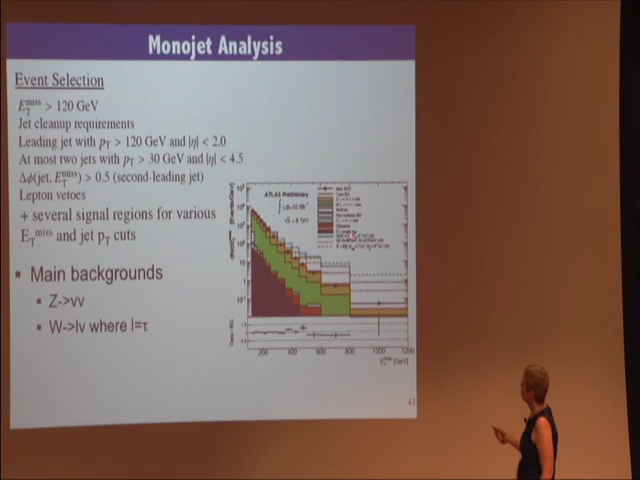 Monojet Analysis
Event Selection
E_T^miss > 120 GeV
Jet cleanup requirements
Leading jet with p_T > 120 GeV and |η| < 2.0
At most two jets with p_T > 30 GeV and |η| < 4.5
Δϕ(jet, E_T^miss) > 0.5 (second-leading jet)
Lepton vetoes
+ several signal regions for various
E_T^miss and jet p_T cuts
▪ Main backgrounds
▪ Z->νν
▪ W->lν where l=τ
ATLAS Preliminary
200 400 600 800 1000 1200
E_T^miss [GeV]
43